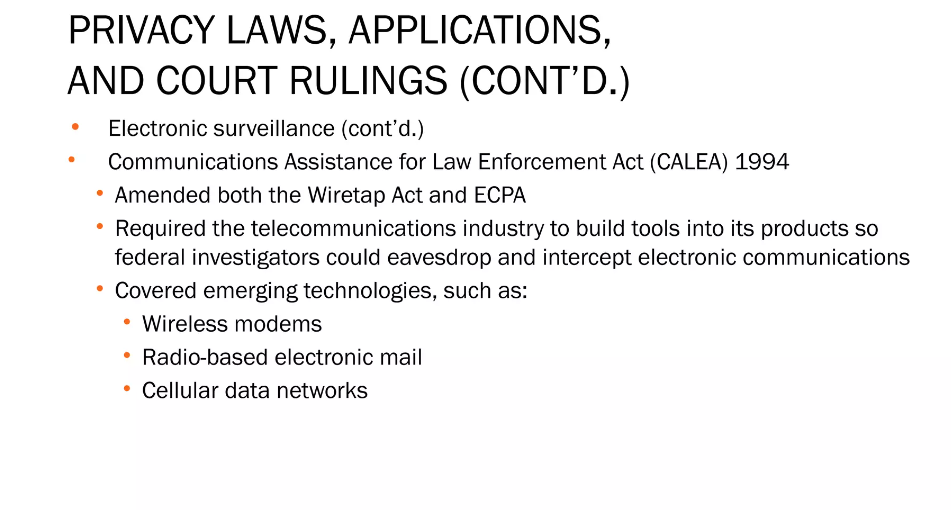 PRIVACY LAWS, APPLICATIONS,
AND COURT RULINGS (CONT’D.)
• Electronic surveillance (cont’d.)
• Communications Assistance for Law Enforcement Act (CALEA) 1994
• Amended both the Wiretap Act and ECPA
• Required the telecommunications industry to build tools into its products so
federal investigators could eavesdrop and intercept electronic communications
• Covered emerging technologies, such as:
• Wireless modems
• Radio-based electronic mail
• Cellular data networks